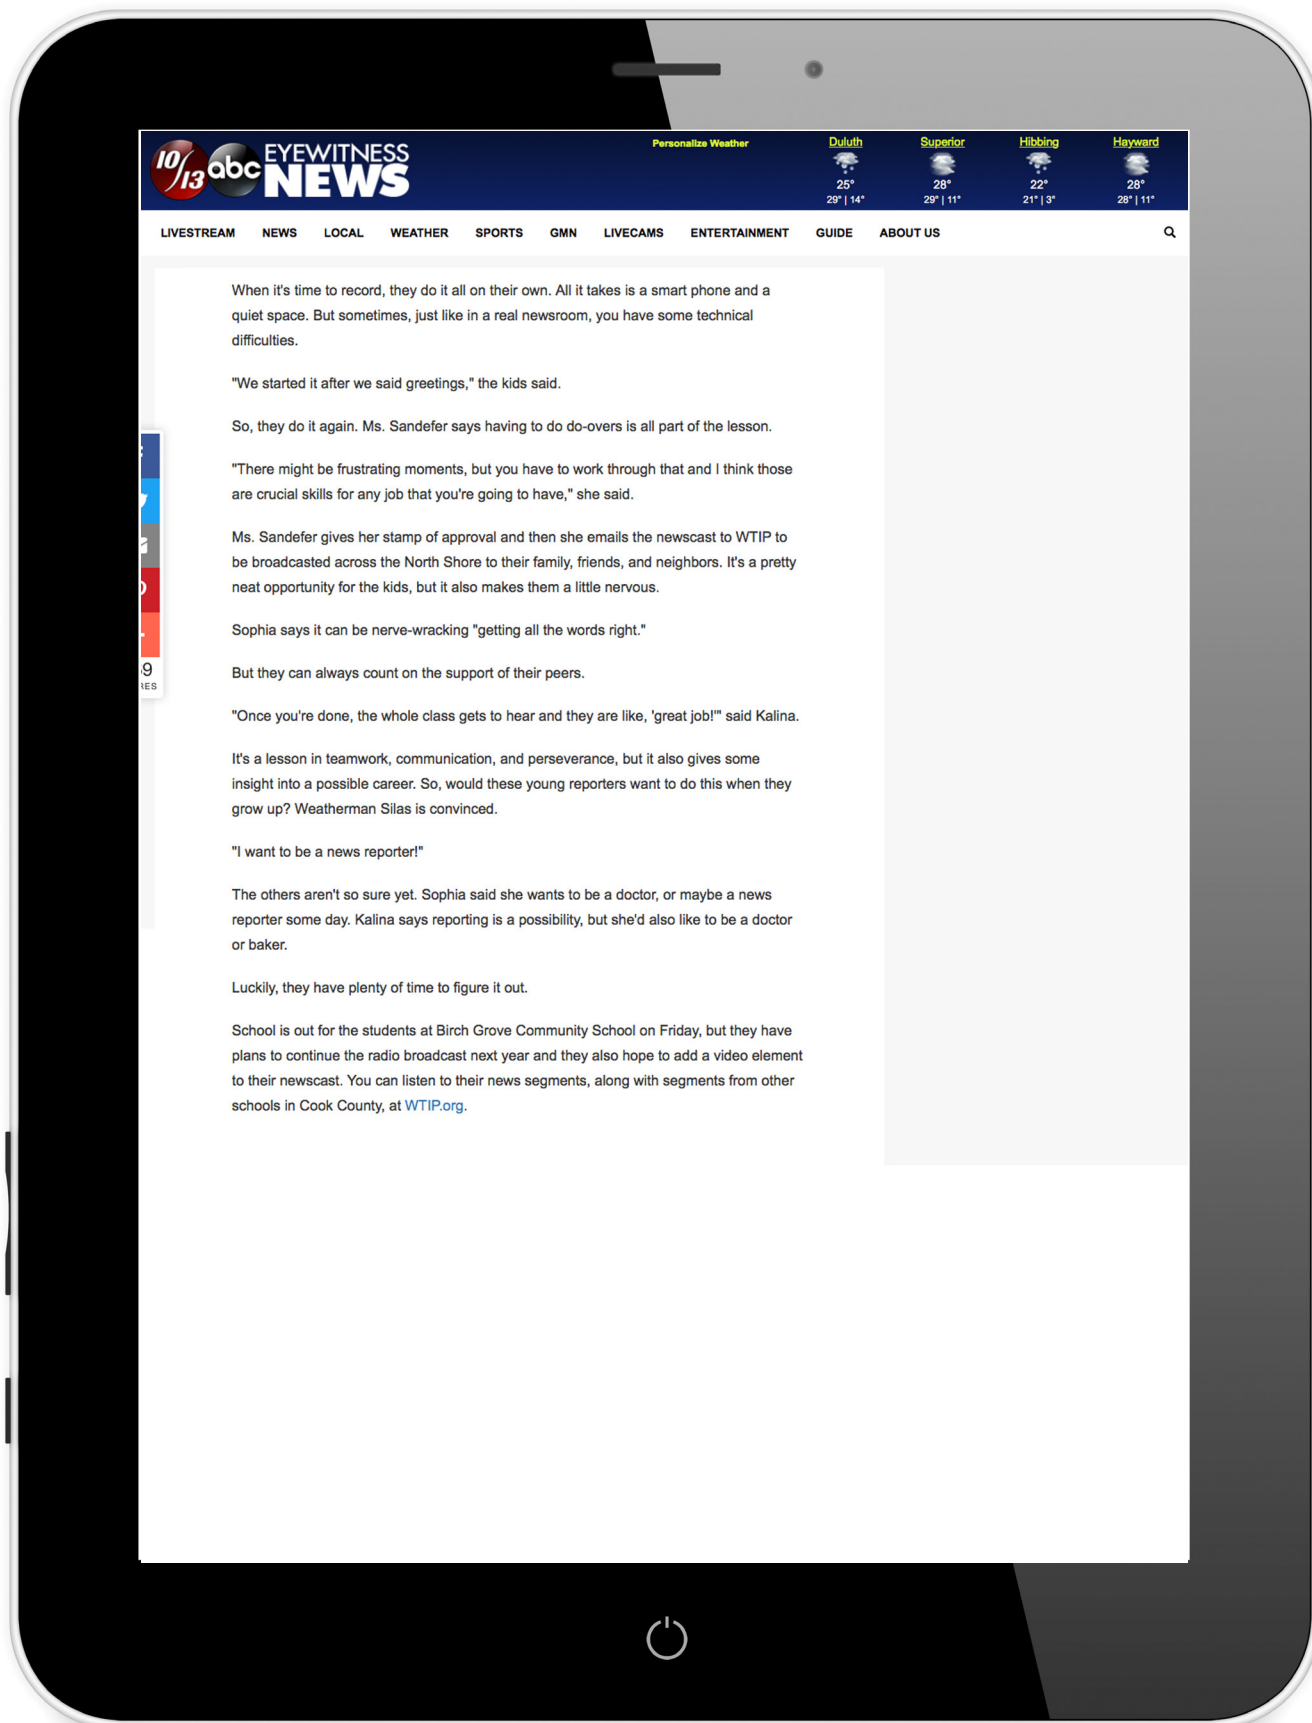 10/13 abc EYEWITNESS NEWS
Personalize Weather
Duluth Superior Hibbing Hayward
25° 28° 22° 28°
29° | 14° 29° | 11° 21° | 3° 28° | 11°
LIVESTREAM NEWS LOCAL WEATHER SPORTS GMN LIVECAMS ENTERTAINMENT GUIDE ABOUT US
When it's time to record, they do it all on their own. All it takes is a smart phone and a
quiet space. But sometimes, just like in a real newsroom, you have some technical
difficulties.
"We started it after we said greetings," the kids said.
So, they do it again. Ms. Sandefer says having to do do-overs is all part of the lesson.
"There might be frustrating moments, but you have to work through that and I think those
are crucial skills for any job that you're going to have," she said.
Ms. Sandefer gives her stamp of approval and then she emails the newscast to WTIP to
be broadcasted across the North Shore to their family, friends, and neighbors. It's a pretty
neat opportunity for the kids, but it also makes them a little nervous.
Sophia says it can be nerve-wracking "getting all the words right."
But they can always count on the support of their peers.
"Once you're done, the whole class gets to hear and they are like, 'great job!'" said Kalina.
It's a lesson in teamwork, communication, and perseverance, but it also gives some
insight into a possible career. So, would these young reporters want to do this when they
grow up? Weatherman Silas is convinced.
"I want to be a news reporter!"
The others aren't so sure yet. Sophia said she wants to be a doctor, or maybe a news
reporter some day. Kalina says reporting is a possibility, but she'd also like to be a doctor
or baker.
Luckily, they have plenty of time to figure it out.
School is out for the students at Birch Grove Community School on Friday, but they have
plans to continue the radio broadcast next year and they also hope to add a video element
to their newscast. You can listen to their news segments, along with segments from other
schools in Cook County, at WTIP.org.